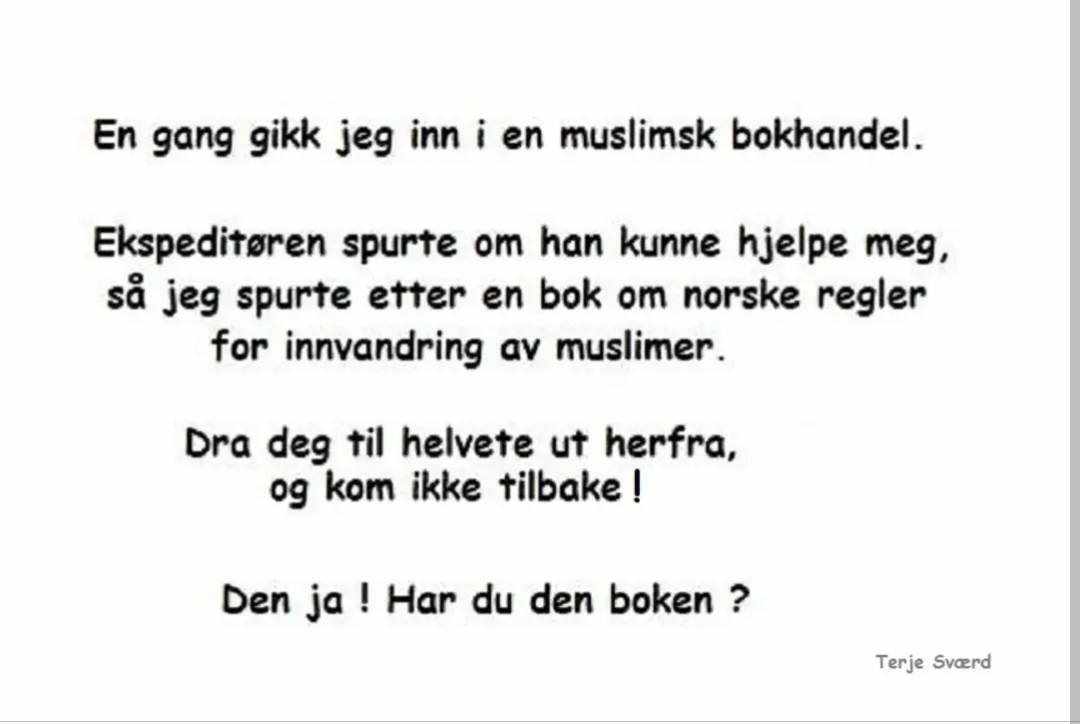 En gang gikk jeg inn i en muslimsk bokhandel.
Ekspeditøren spurte om han kunne hjelpe meg,
så jeg spurte etter en bok om norske regler
for innvandring av muslimer.
Dra deg til helvete ut herfra,
og kom ikke tilbake !
Den ja ! Har du den boken ?
Terje Sværd